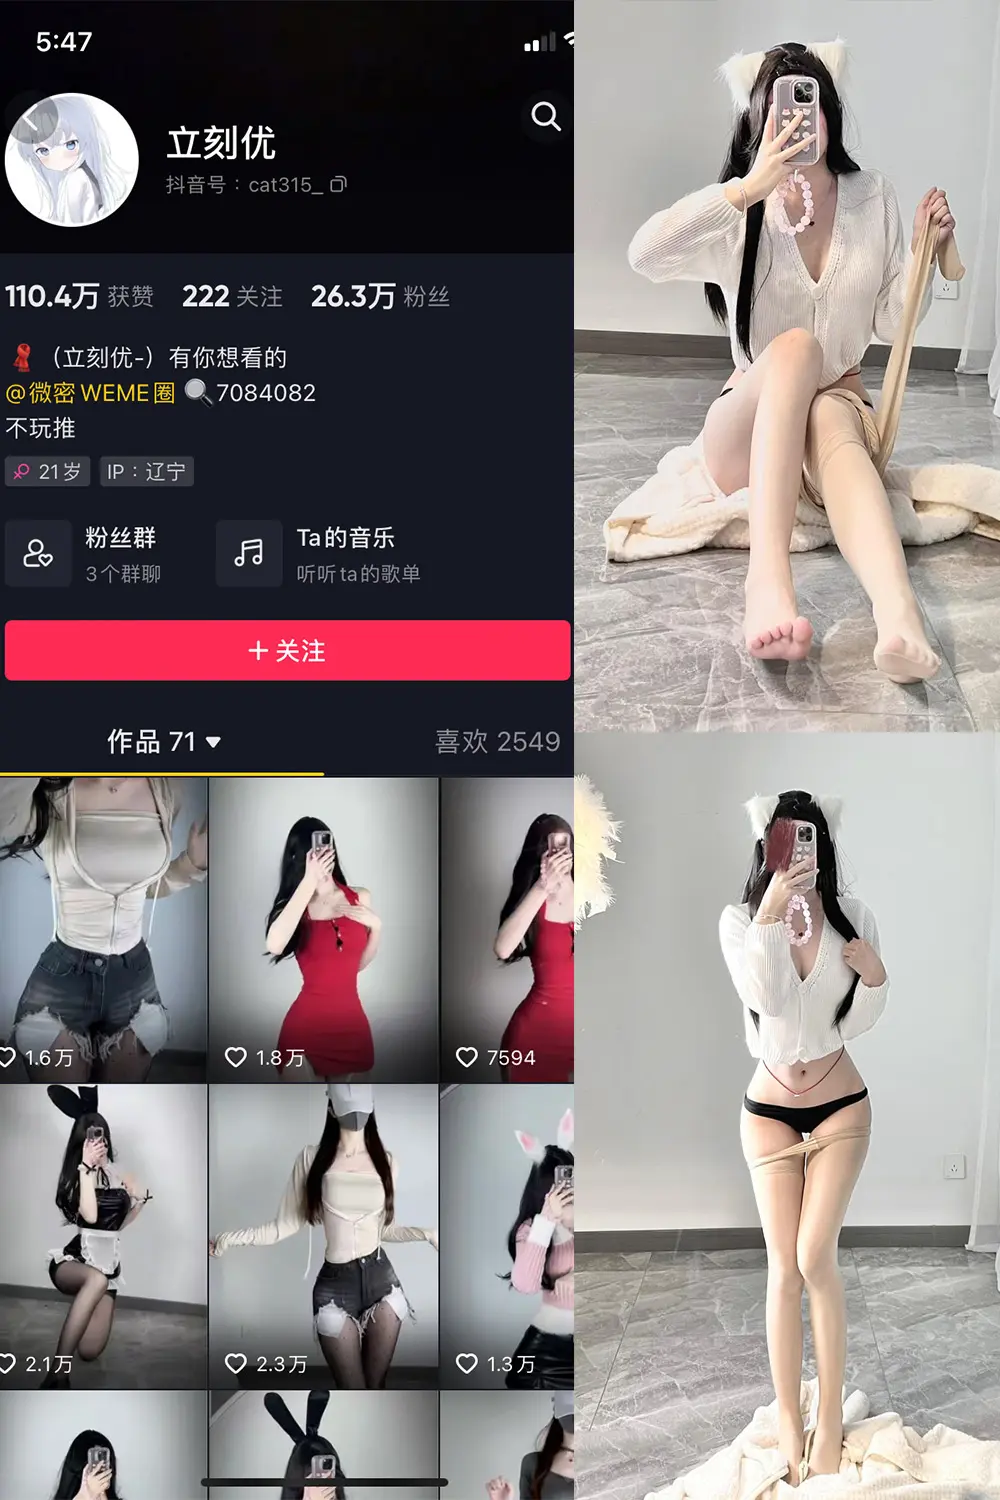 5:47
立刻优
抖音号：cat315_
110.4万 获赞 222 关注 26.3万 粉丝
（立刻优-）有你想看的
@微密 WEME圈 7084082
不玩推
21岁 IP：辽宁
粉丝群
3个群聊
Ta的音乐
听听ta的歌单
+ 关注
作品 71
喜欢 2549
1.6万
1.8万
7594
2.1万
2.3万
1.3万